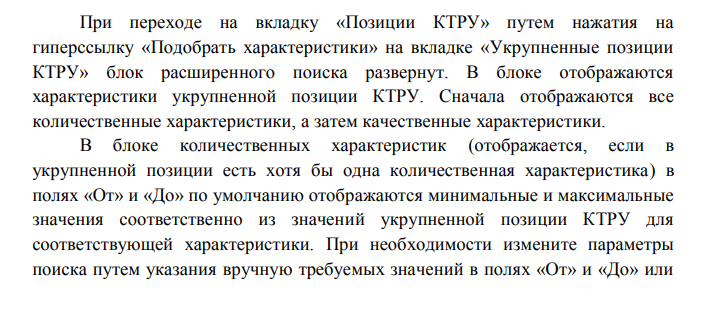 При переходе на вкладку «Позиции КТРУ» путем нажатия на
гиперссылку «Подобрать характеристики» на вкладке «Укрупненные позиции
КТРУ» блок расширенного поиска развернут. В блоке отображаются
характеристики укрупненной позиции КТРУ. Сначала отображаются все
количественные характеристики, а затем качественные характеристики.
В блоке количественных характеристик (отображается, если в
укрупненной позиции есть хотя бы одна количественная характеристика) в
полях «От» и «До» по умолчанию отображаются минимальные и максимальные
значения соответственно из значений укрупненной позиции КТРУ для
соответствующей характеристики. При необходимости измените параметры
поиска путем указания вручную требуемых значений в полях «От» и «До» или